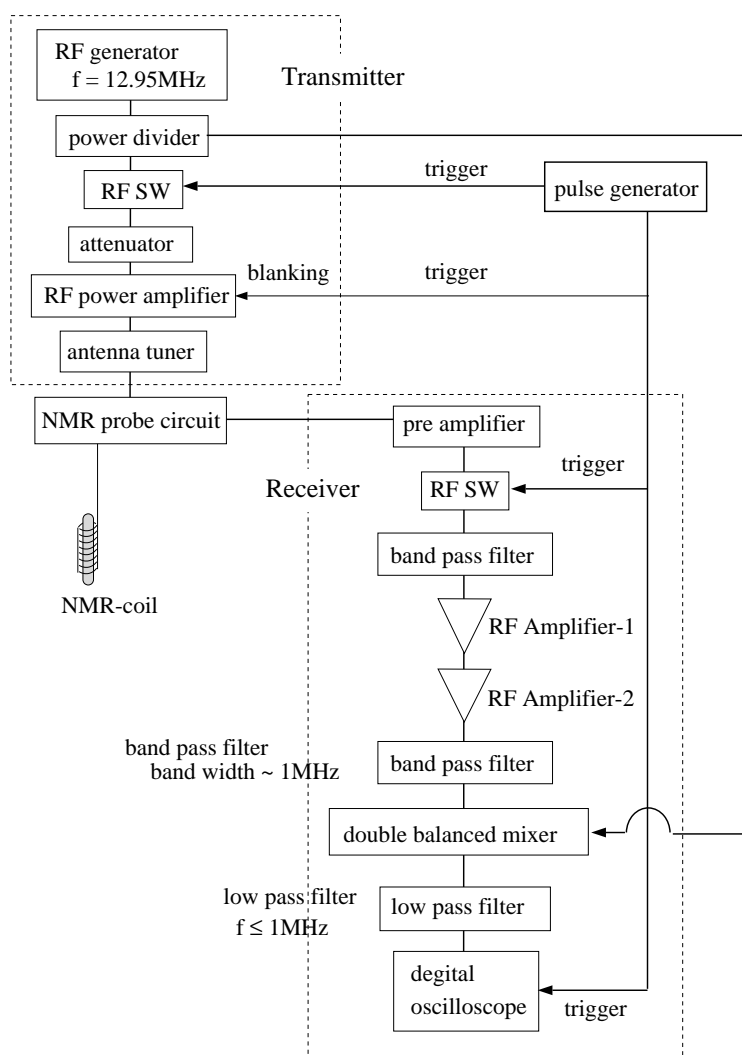 RF generator
f = 12.95MHz
Transmitter
power divider
trigger
RF SW
pulse generator
attenuator
blanking
trigger
RF power amplifier
antenna tuner
NMR probe circuit
pre amplifier
Receiver
RF SW
trigger
band pass filter
NMR-coil
RF Amplifier-1
RF Amplifier-2
band pass filter
band width ~ 1MHz
band pass filter
double balanced mixer
low pass filter
f ≤ 1MHz
low pass filter
degital
oscilloscope
trigger